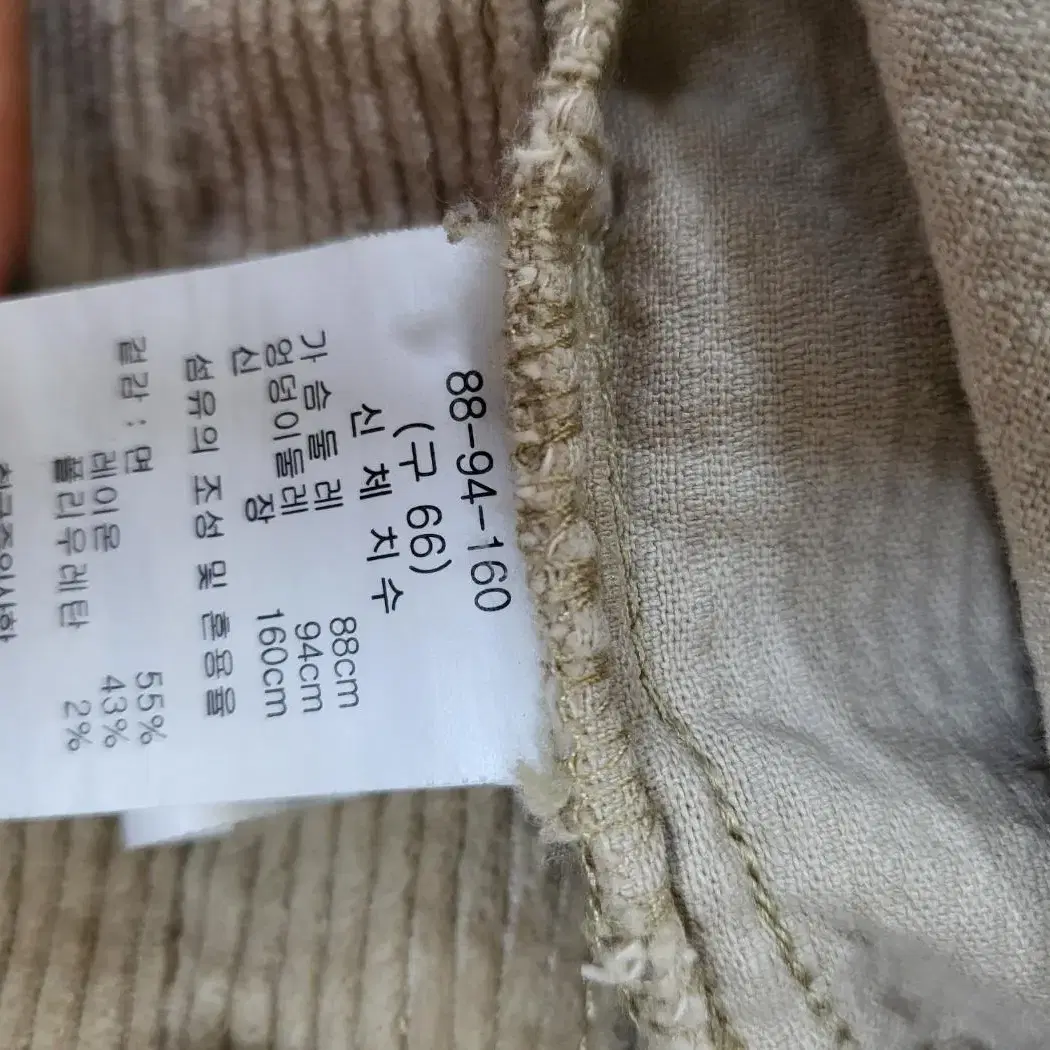 88-94-160
(구 66)
신 체 치 수
가 슴 둘 레 88cm
엉덩이둘레 94cm
신 장 160cm
섬유의 조성 및 혼용율
겉감 : 면 55%
레이온 43%
폴리우레탄 2%